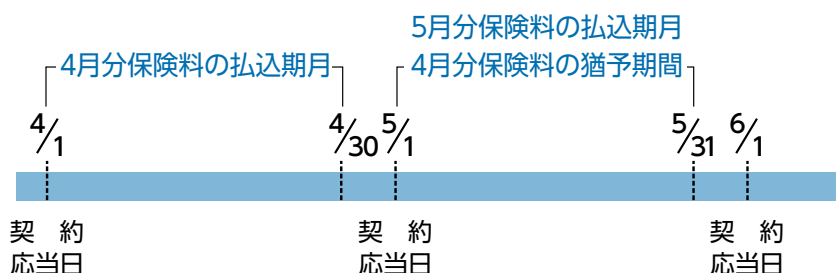 5月分保険料の払込期月
4月分保険料の払込期月
4月分保険料の猶予期間
4/1
4/30
5/1
5/31
6/1
契 約
応当日
契 約
応当日
契 約
応当日